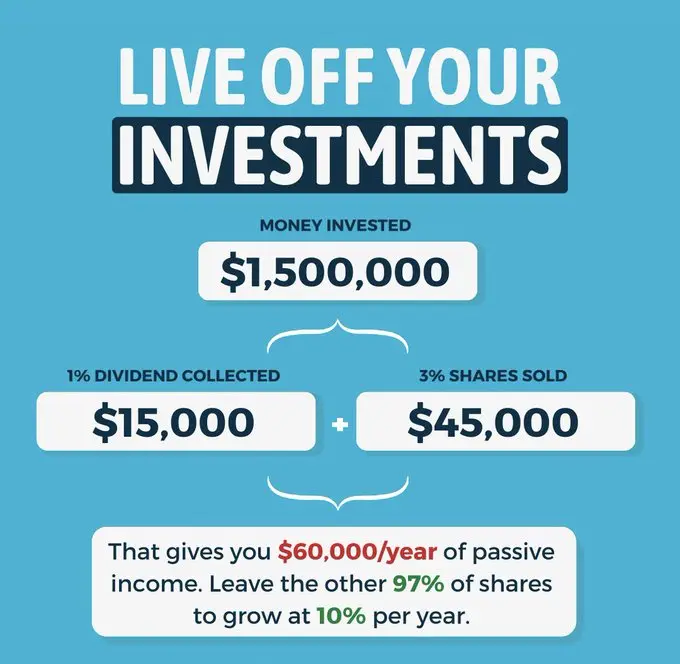 LIVE OFF YOUR
INVESTMENTS
MONEY INVESTED
$1,500,000
1% DIVIDEND COLLECTED
$15,000
+
3% SHARES SOLD
$45,000
That gives you $60,000/year of passive
income. Leave the other 97% of shares
to grow at 10% per year.